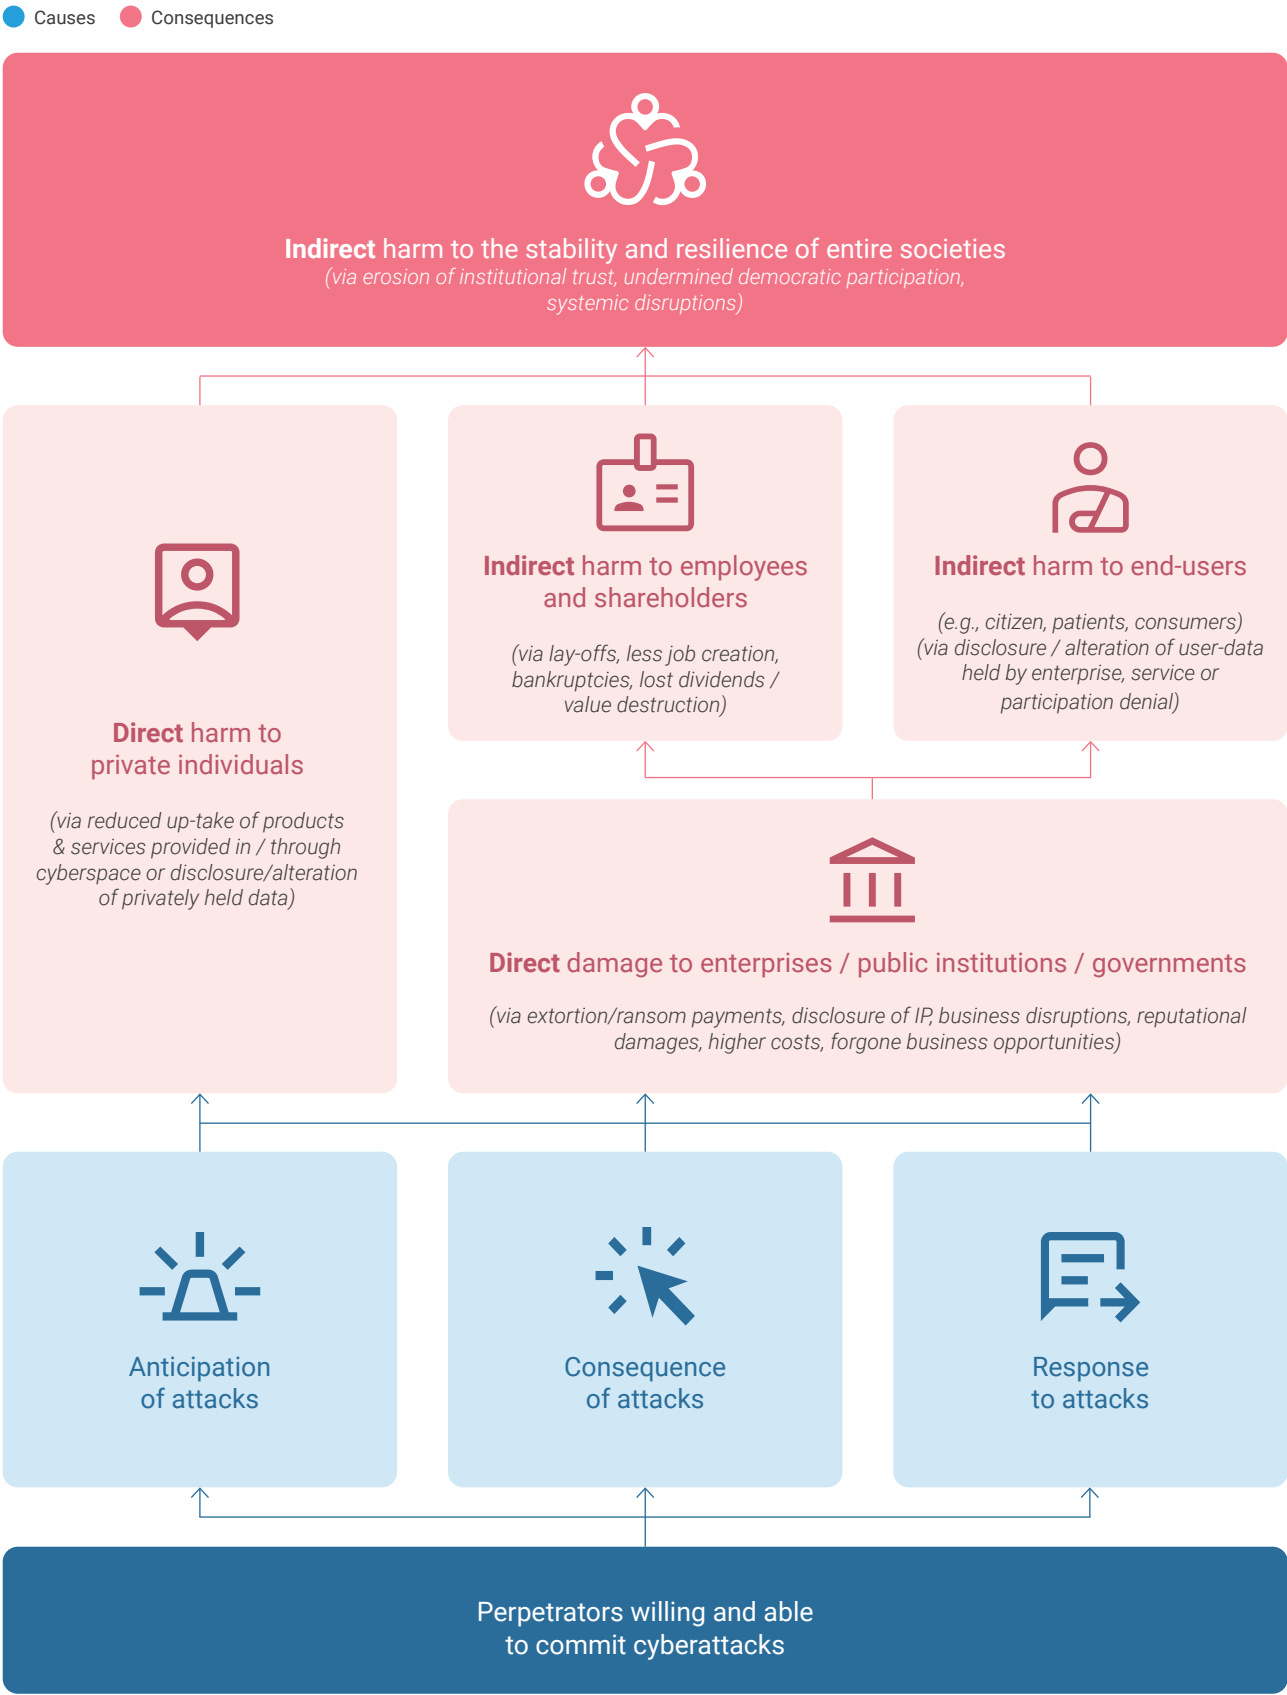 Causes
Consequences
Indirect harm to the stability and resilience of entire societies
(via erosion of institutional trust, undermined democratic participation,
systemic disruptions)
Direct harm to
private individuals
(via reduced up-take of products
& services provided in / through
cyberspace or disclosure/alteration
of privately held data)
Indirect harm to employees
and shareholders
(via lay-offs, less job creation,
bankruptcies, lost dividends /
value destruction)
Indirect harm to end-users
(e.g., citizen, patients, consumers)
(via disclosure / alteration of user-data
held by enterprise, service or
participation denial)
Direct damage to enterprises / public institutions / governments
(via extortion/ransom payments, disclosure of IP, business disruptions, reputational
damages, higher costs, forgone business opportunities)
Anticipation
of attacks
Consequence
of attacks
Response
to attacks
Perpetrators willing and able
to commit cyberattacks